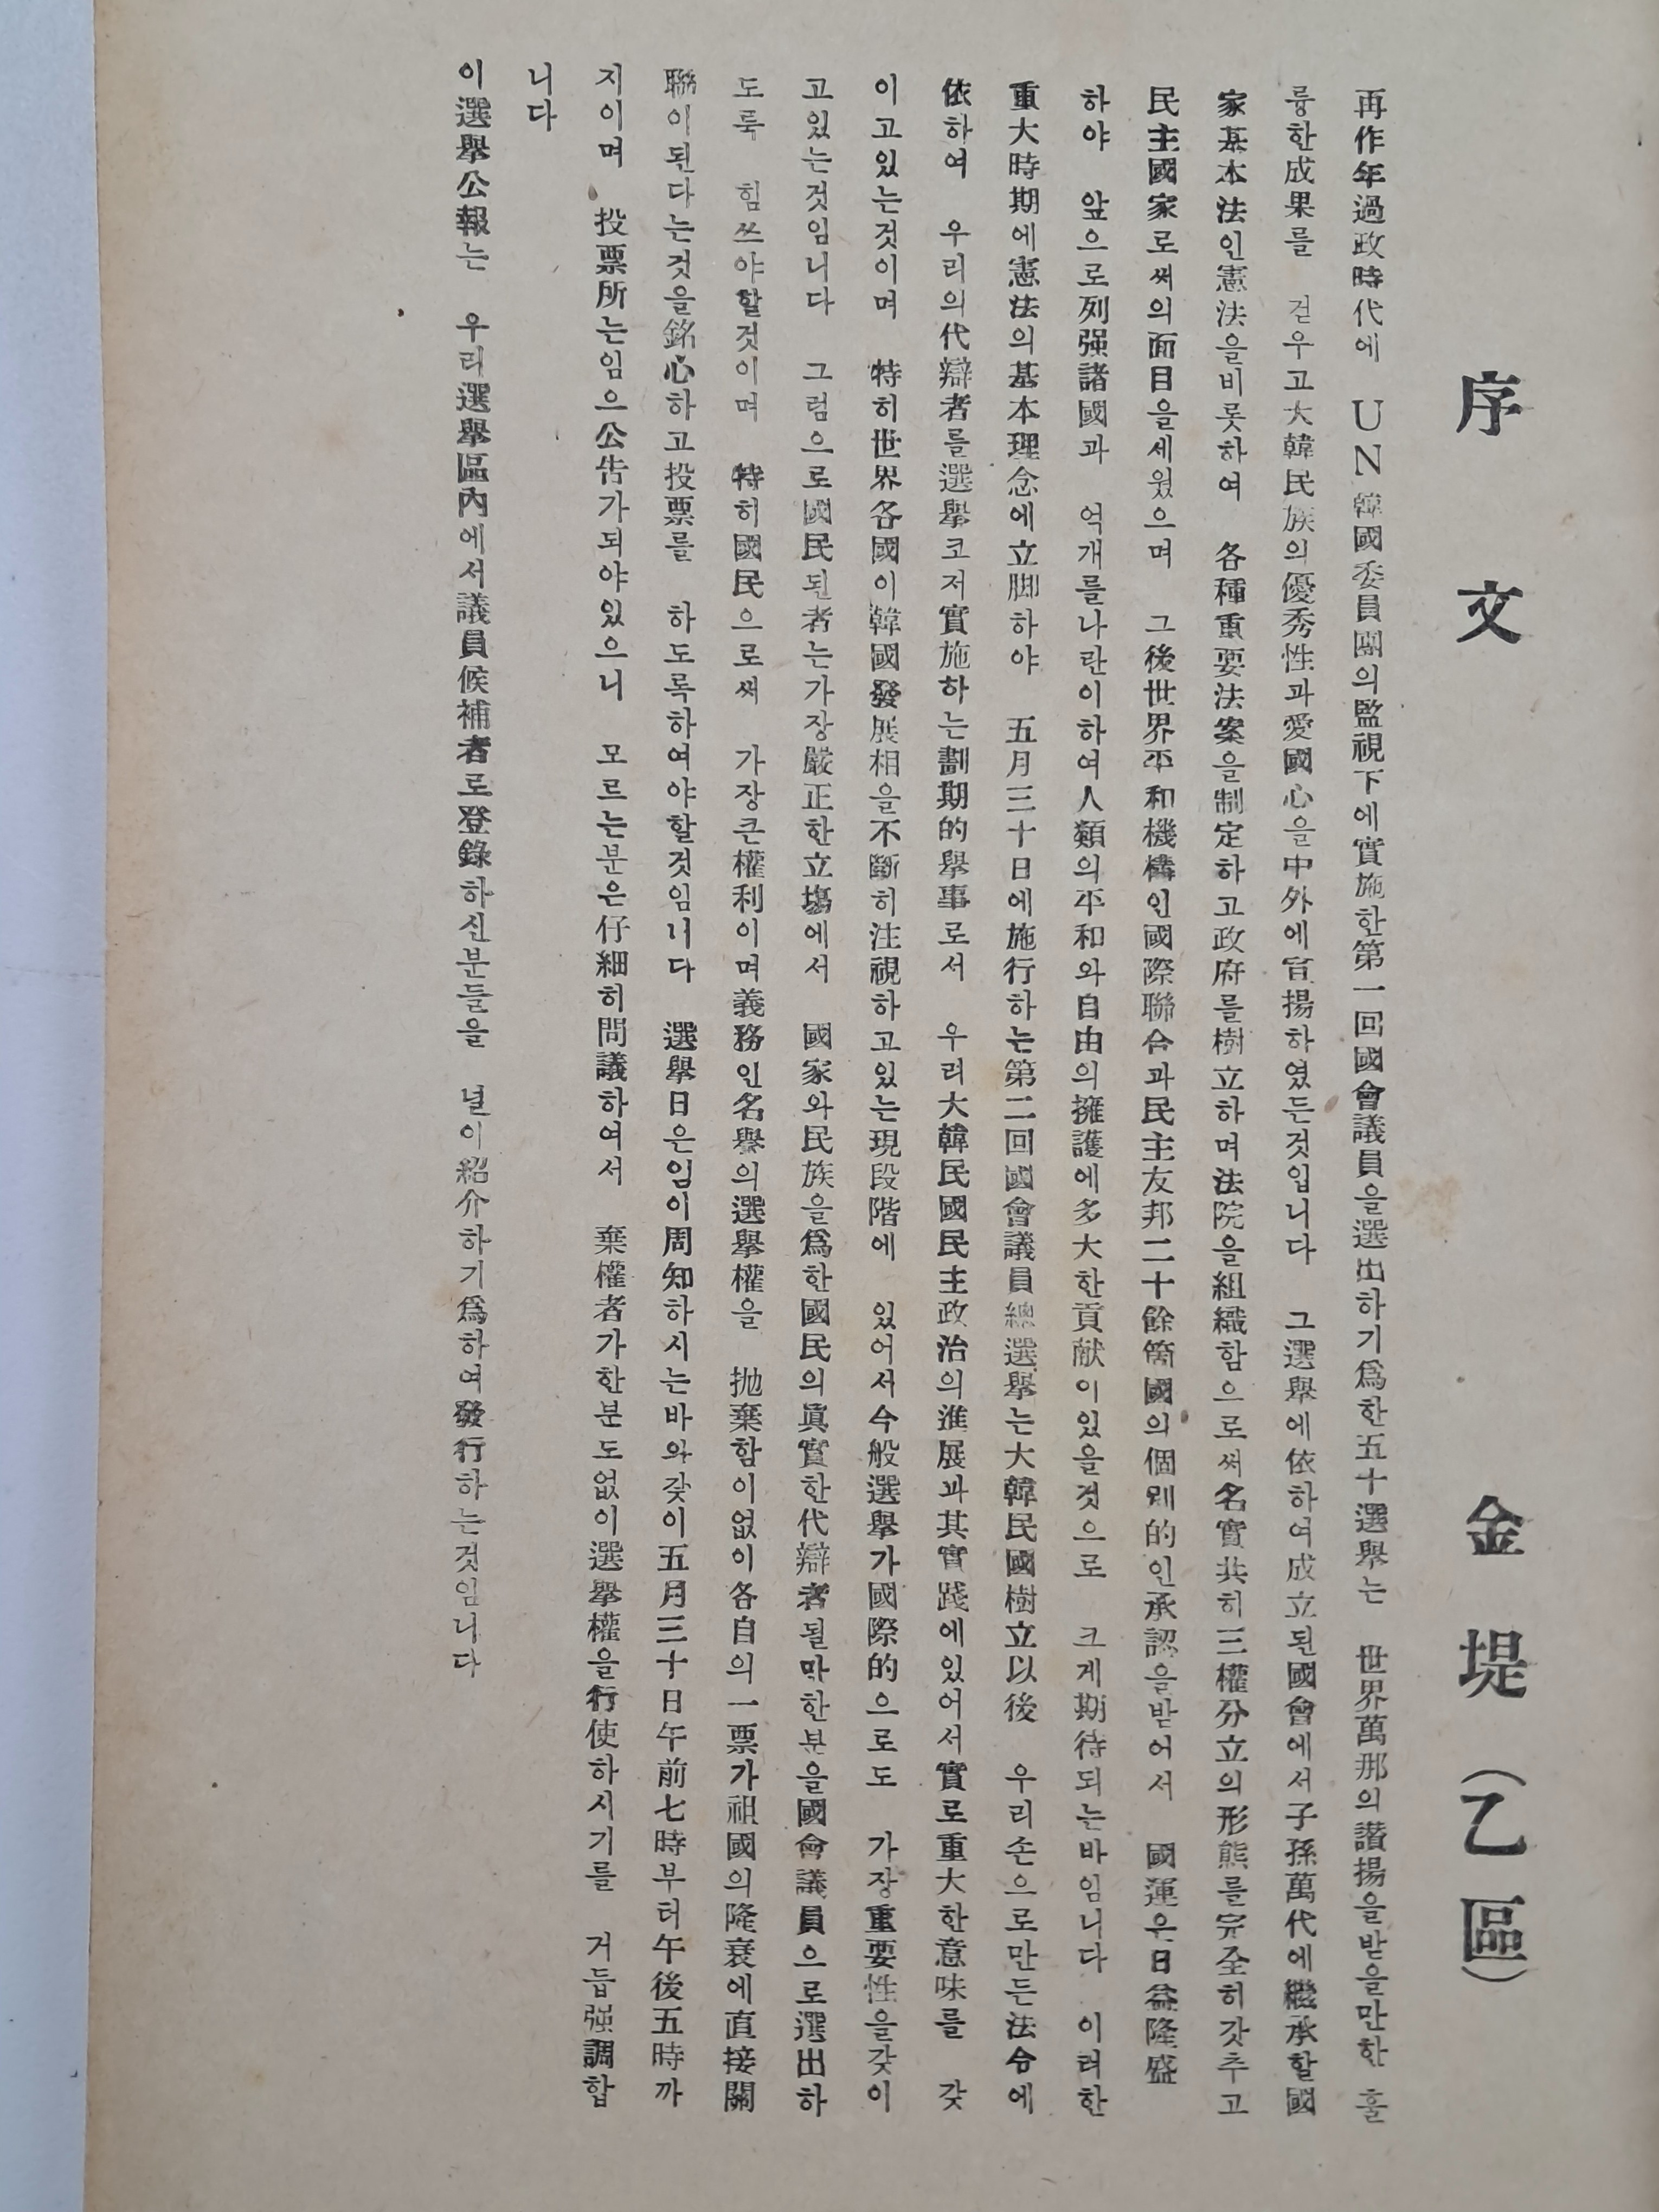 序文 金堤(乙區)
再作年過政時代에 UN韓國委員團의監視下에實施한第一回國會議員을選出하기爲한五十選擧는 世界萬那의讃揚을받을만한 훌
륭한成果를 걷우고大韓民族의優秀性과愛國心을中外에宣揚하였든것입니다 그選擧에依하여成立된國會에서子孫萬代에繼承할國
家基本法인憲法을비롯하여 各種重要法案을制定하고政府를樹立하며法院을組織함으로써名實共히三權分立의形熊를完全히갓추고
民主國家로써의面目을세웠으며 그後世界平和機構인國際聯合과民主友邦二十餘箇國의個別的인承認을받어서 國運은日益隆盛
하야 앞으로列强諸國과 억개를나란이하여人類의平和와自由의擁護에多大한貢献이있을것으로 크게期待되는바임니다 이러한
重大時期에憲法의基本理念에立脚하야 五月三十日에施行하는第二回國會議員總選擧는大韓民國樹立以後 우리손으로만든法令에
依하여 우리의代辯者를選擧코저實施하는劃期的擧事로서 우리大韓民國民主政治의進展과其實踐에있어서實로重大한意味를 갖
이고있는것이며 特히世界各國이韓國發展相을不斷히注視하고있는現段階에 있어서今般選擧가國際的으로도 가장重要性을갖이
고있는것임니다 그럼으로國民된者는가장嚴正한立場에서 國家와民族을爲한國民의眞實한代辯者될만한분을國會議員으로選出하
도록 힘쓰야할것이며 特히國民으로써 가장큰權利이며義務인名擧의選擧權을 抛棄함이없이各自의一票가祖國의隆衰에直接關
聯이된다는것을銘心하고投票를 하도록하여야할것임니다 選擧日은임이周知하시는바와갖이五月三十日午前七時부터午後五時까
지이며 投票所는임으公告가되야있으니 모르는분은仔細히問議하여서 棄權者가한분도없이選擧權을行使하시기를 거듭强調합
니다
이選擧公報는 우리選擧區內에서議員候補者로登錄하신분들을 널이紹介하기爲하여發行하는것임니다